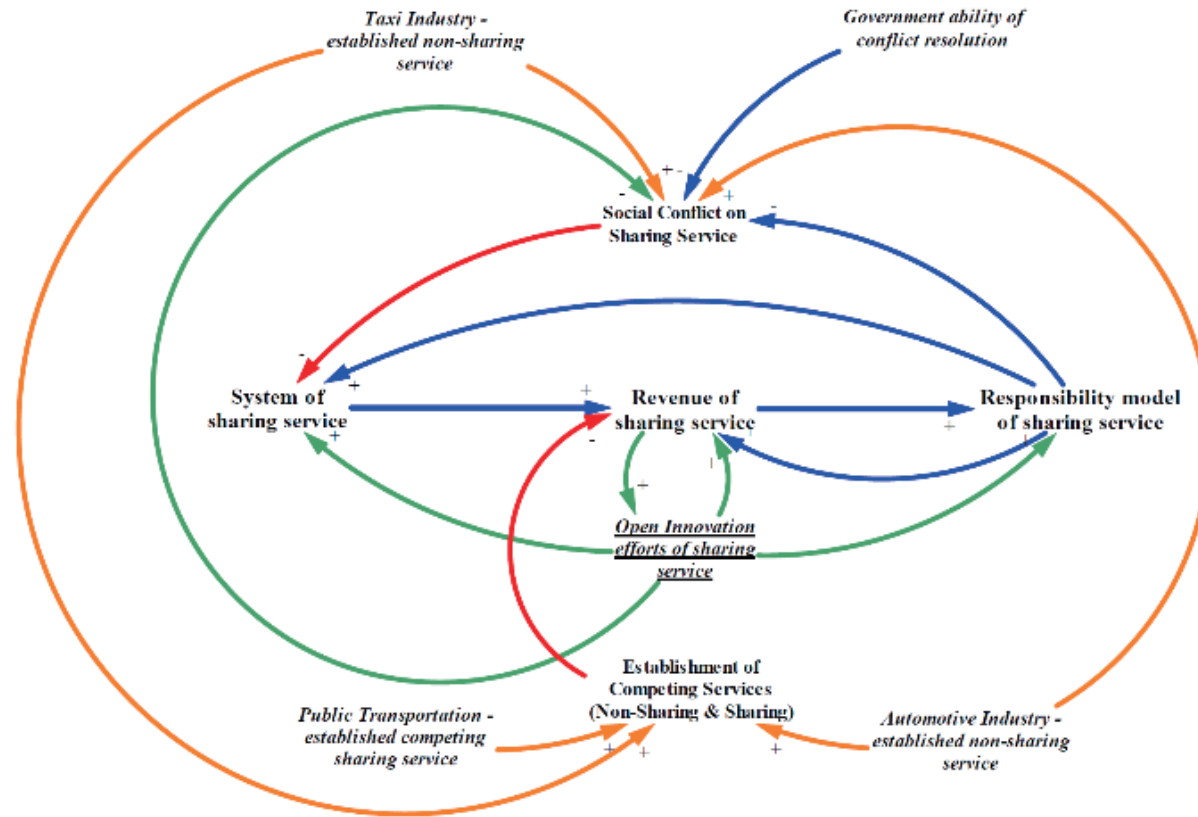 Taxi Industry -
established non-sharing
service
Government ability of
conflict resolution
+ -
- +
Social Conflict on
Sharing Service
-
-
+
+
System of
sharing service
+
+
-
Revenue of
sharing service
+
+
Responsibility model
of sharing service
+
+
+
Open Innovation
efforts of sharing
service
Establishment of
Competing Services
(Non-Sharing & Sharing)
Public Transportation -
established competing
sharing service
+ +
+
Automotive Industry -
established non-sharing
service